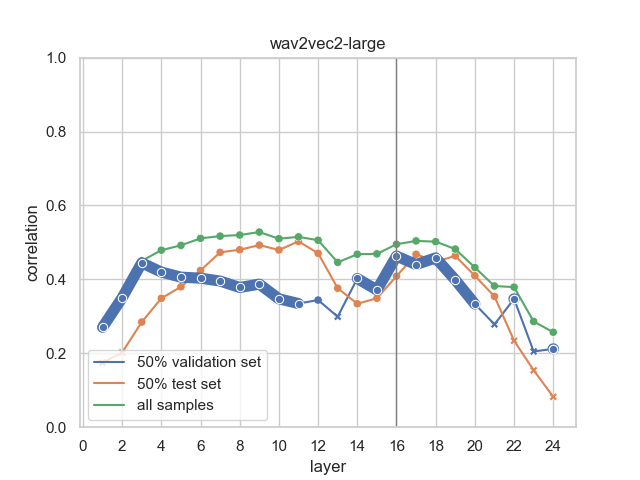 wav2vec2-large
1.0
0.8
0.6
0.4
0.2
0.0
correlation
50% validation set
50% test set
all samples
0 2 4 6 8 10 12 14 16 18 20 22 24
layer